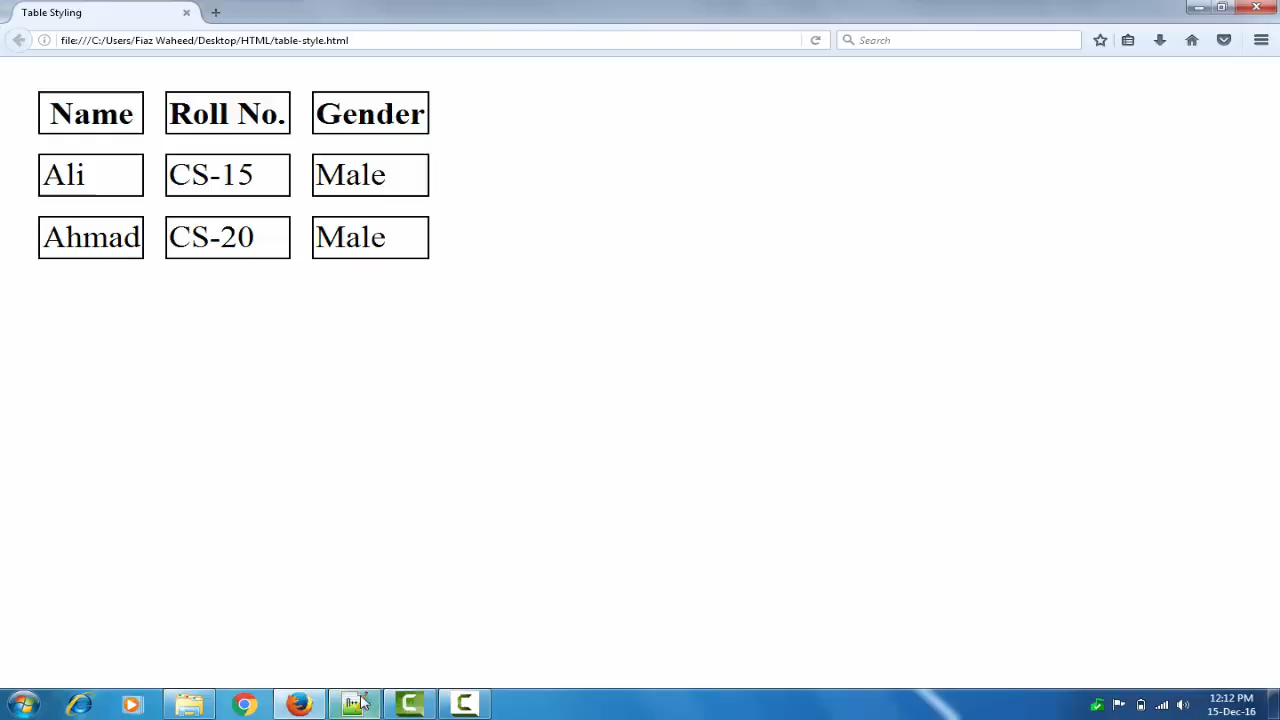 Table Styling
file:///C:/Users/Fiaz Waheed/Desktop/HTML/table-style.html
Search
Name Roll No. Gender
Ali CS-15 Male
Ahmad CS-20 Male
12:12 PM
15-Dec-16